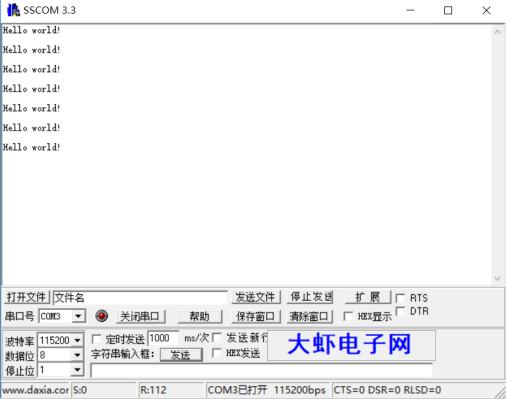 SSCOM 3.3
Hello world!
Hello world!
Hello world!
Hello world!
Hello world!
Hello world!
Hello world!
打开文件 文件名 发送文件 停止发送 扩 展 RTS
串口号 COM3 关闭串口 帮助 保存窗口 清除窗口 HEX显示 DTR
波特率 115200 定时发送 1000 ms/次 发送新行
数据位 8 字符串输入框: 发送 HEX发送
停止位 1
大虾电子网
www.daxia.cor S:0 R:112 COM3已打开 115200bps CTS=0 DSR=0 RLSD=0